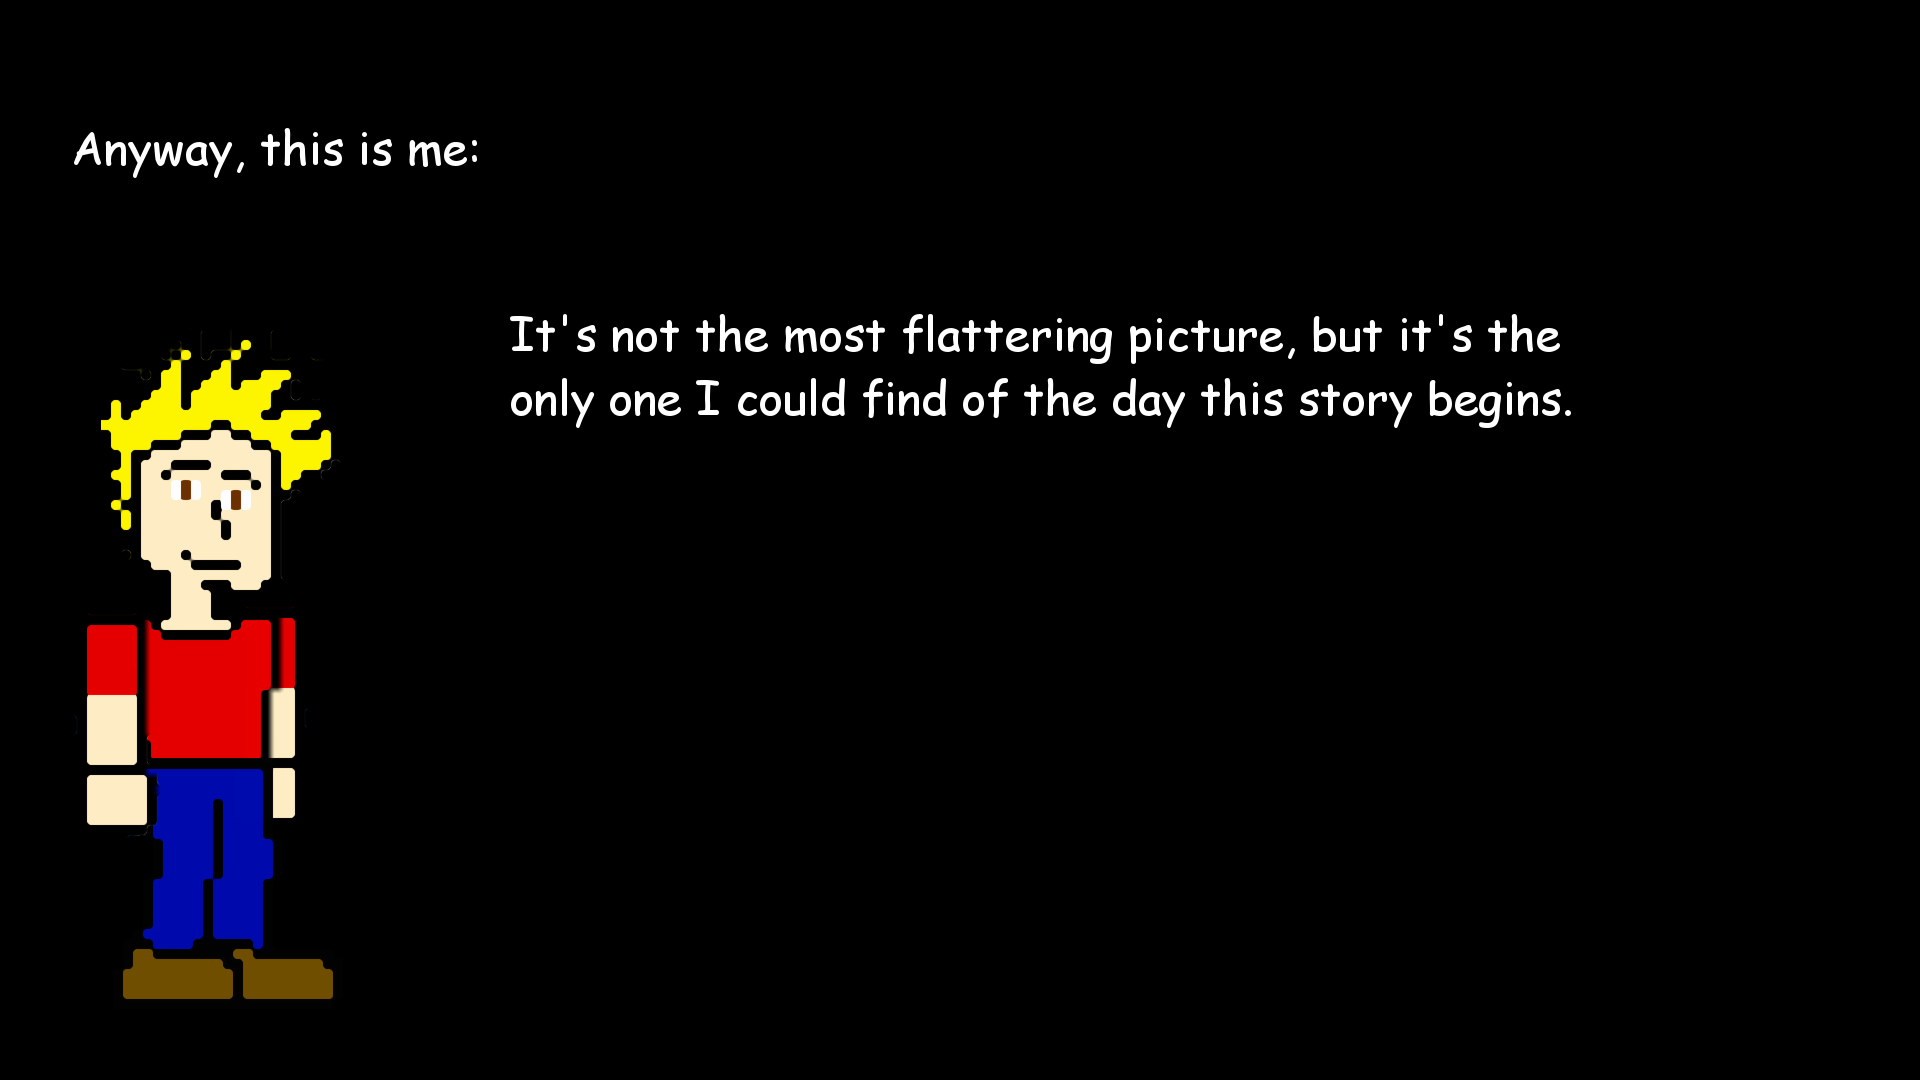 Anyway, this is me:
It's not the most flattering picture, but it's the
only one I could find of the day this story begins.